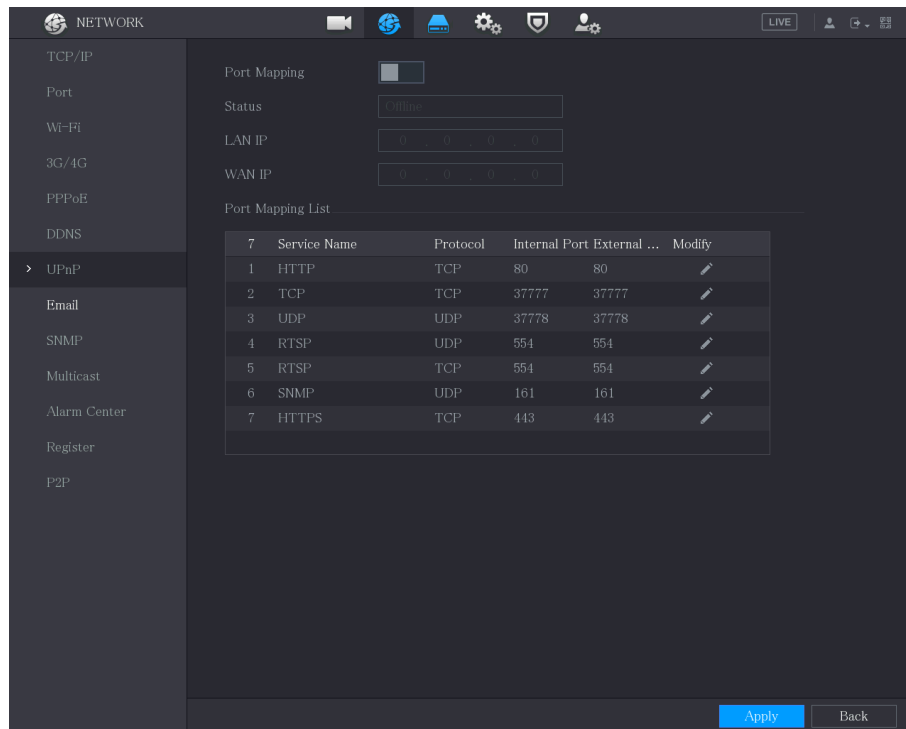 NETWORK
LIVE
TCP/IP
Port
Wi-Fi
3G/4G
PPPoE
DDNS
UPnP
Email
SNMP
Multicast
Alarm Center
Register
P2P
Port Mapping
Status Offline
LAN IP 0 . 0 . 0 . 0
WAN IP 0 . 0 . 0 . 0
Port Mapping List
7 Service Name Protocol Internal Port External ... Modify
1 HTTP TCP 80 80
2 TCP TCP 37777 37777
3 UDP UDP 37778 37778
4 RTSP UDP 554 554
5 RTSP TCP 554 554
6 SNMP UDP 161 161
7 HTTPS TCP 443 443
Apply Back